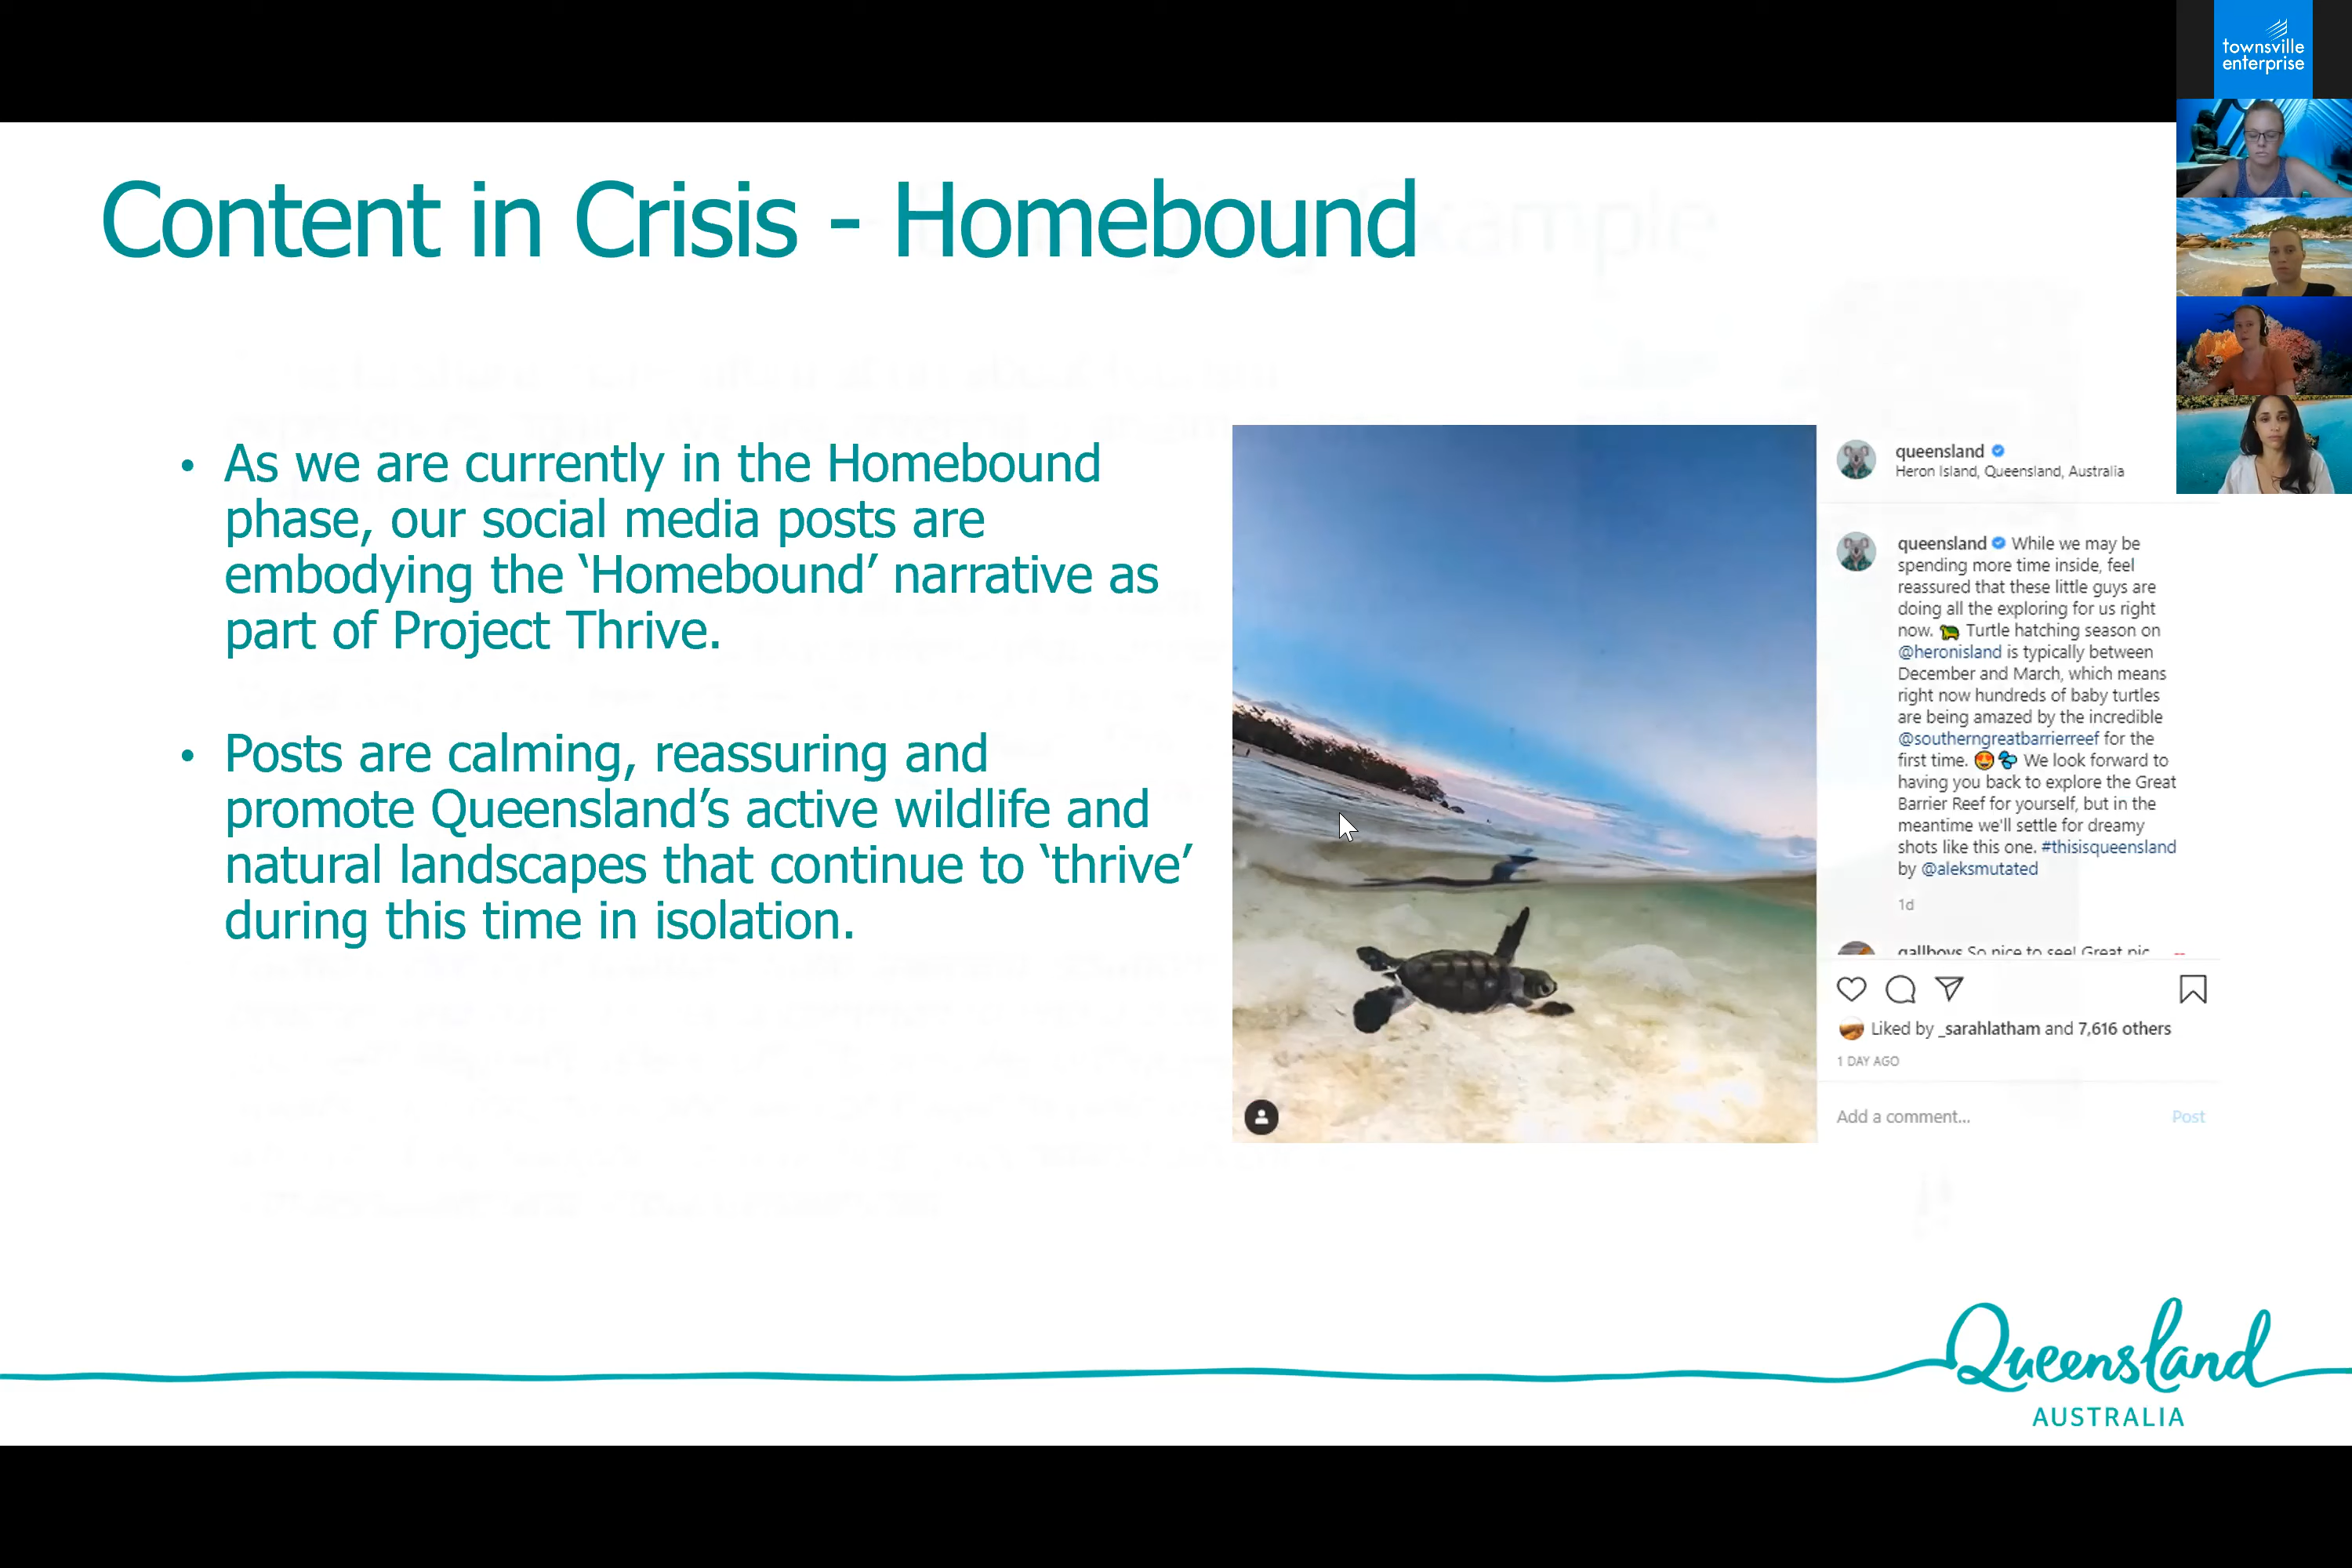 townsville
enterprise
Content in Crisis - Homebound
• As we are currently in the Homebound
phase, our social media posts are
embodying the ‘Homebound’ narrative as
part of Project Thrive.
• Posts are calming, reassuring and
promote Queensland’s active wildlife and
natural landscapes that continue to ‘thrive’
during this time in isolation.
queensland
Heron Island, Queensland, Australia
queensland While we may be
spending more time inside, feel
reassured that these little guys are
doing all the exploring for us right
now. 🐢 Turtle hatching season on
@heronisland is typically between
December and March, which means
right now hundreds of baby turtles
are being amazed by the incredible
@southerngreatbarrierreef for the
first time. 😍💦 We look forward to
having you back to explore the Great
Barrier Reef for yourself, but in the
meantime we'll settle for dreamy
shots like this one. #thisisqueensland
by @aleksmutated
1d
So nice to see! Great pic
Liked by _sarahlatham and 7,616 others
1 DAY AGO
Add a comment... Post
Queensland
AUSTRALIA